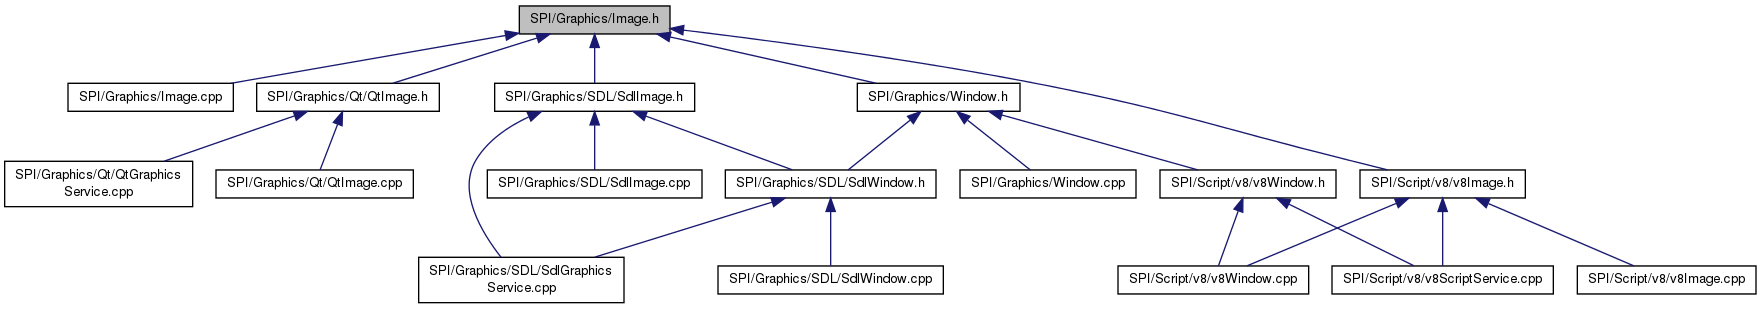 SPI/Graphics/Image.h
SPI/Graphics/Image.cpp
SPI/Graphics/Qt/QtImage.h
SPI/Graphics/SDL/SdlImage.h
SPI/Graphics/Window.h
SPI/Graphics/Qt/QtGraphics
Service.cpp
SPI/Graphics/Qt/QtImage.cpp
SPI/Graphics/SDL/SdlImage.cpp
SPI/Graphics/SDL/SdlWindow.h
SPI/Graphics/Window.cpp
SPI/Script/v8/v8Window.h
SPI/Script/v8/v8Image.h
SPI/Graphics/SDL/SdlGraphics
Service.cpp
SPI/Graphics/SDL/SdlWindow.cpp
SPI/Script/v8/v8Window.cpp
SPI/Script/v8/v8ScriptService.cpp
SPI/Script/v8/v8Image.cpp